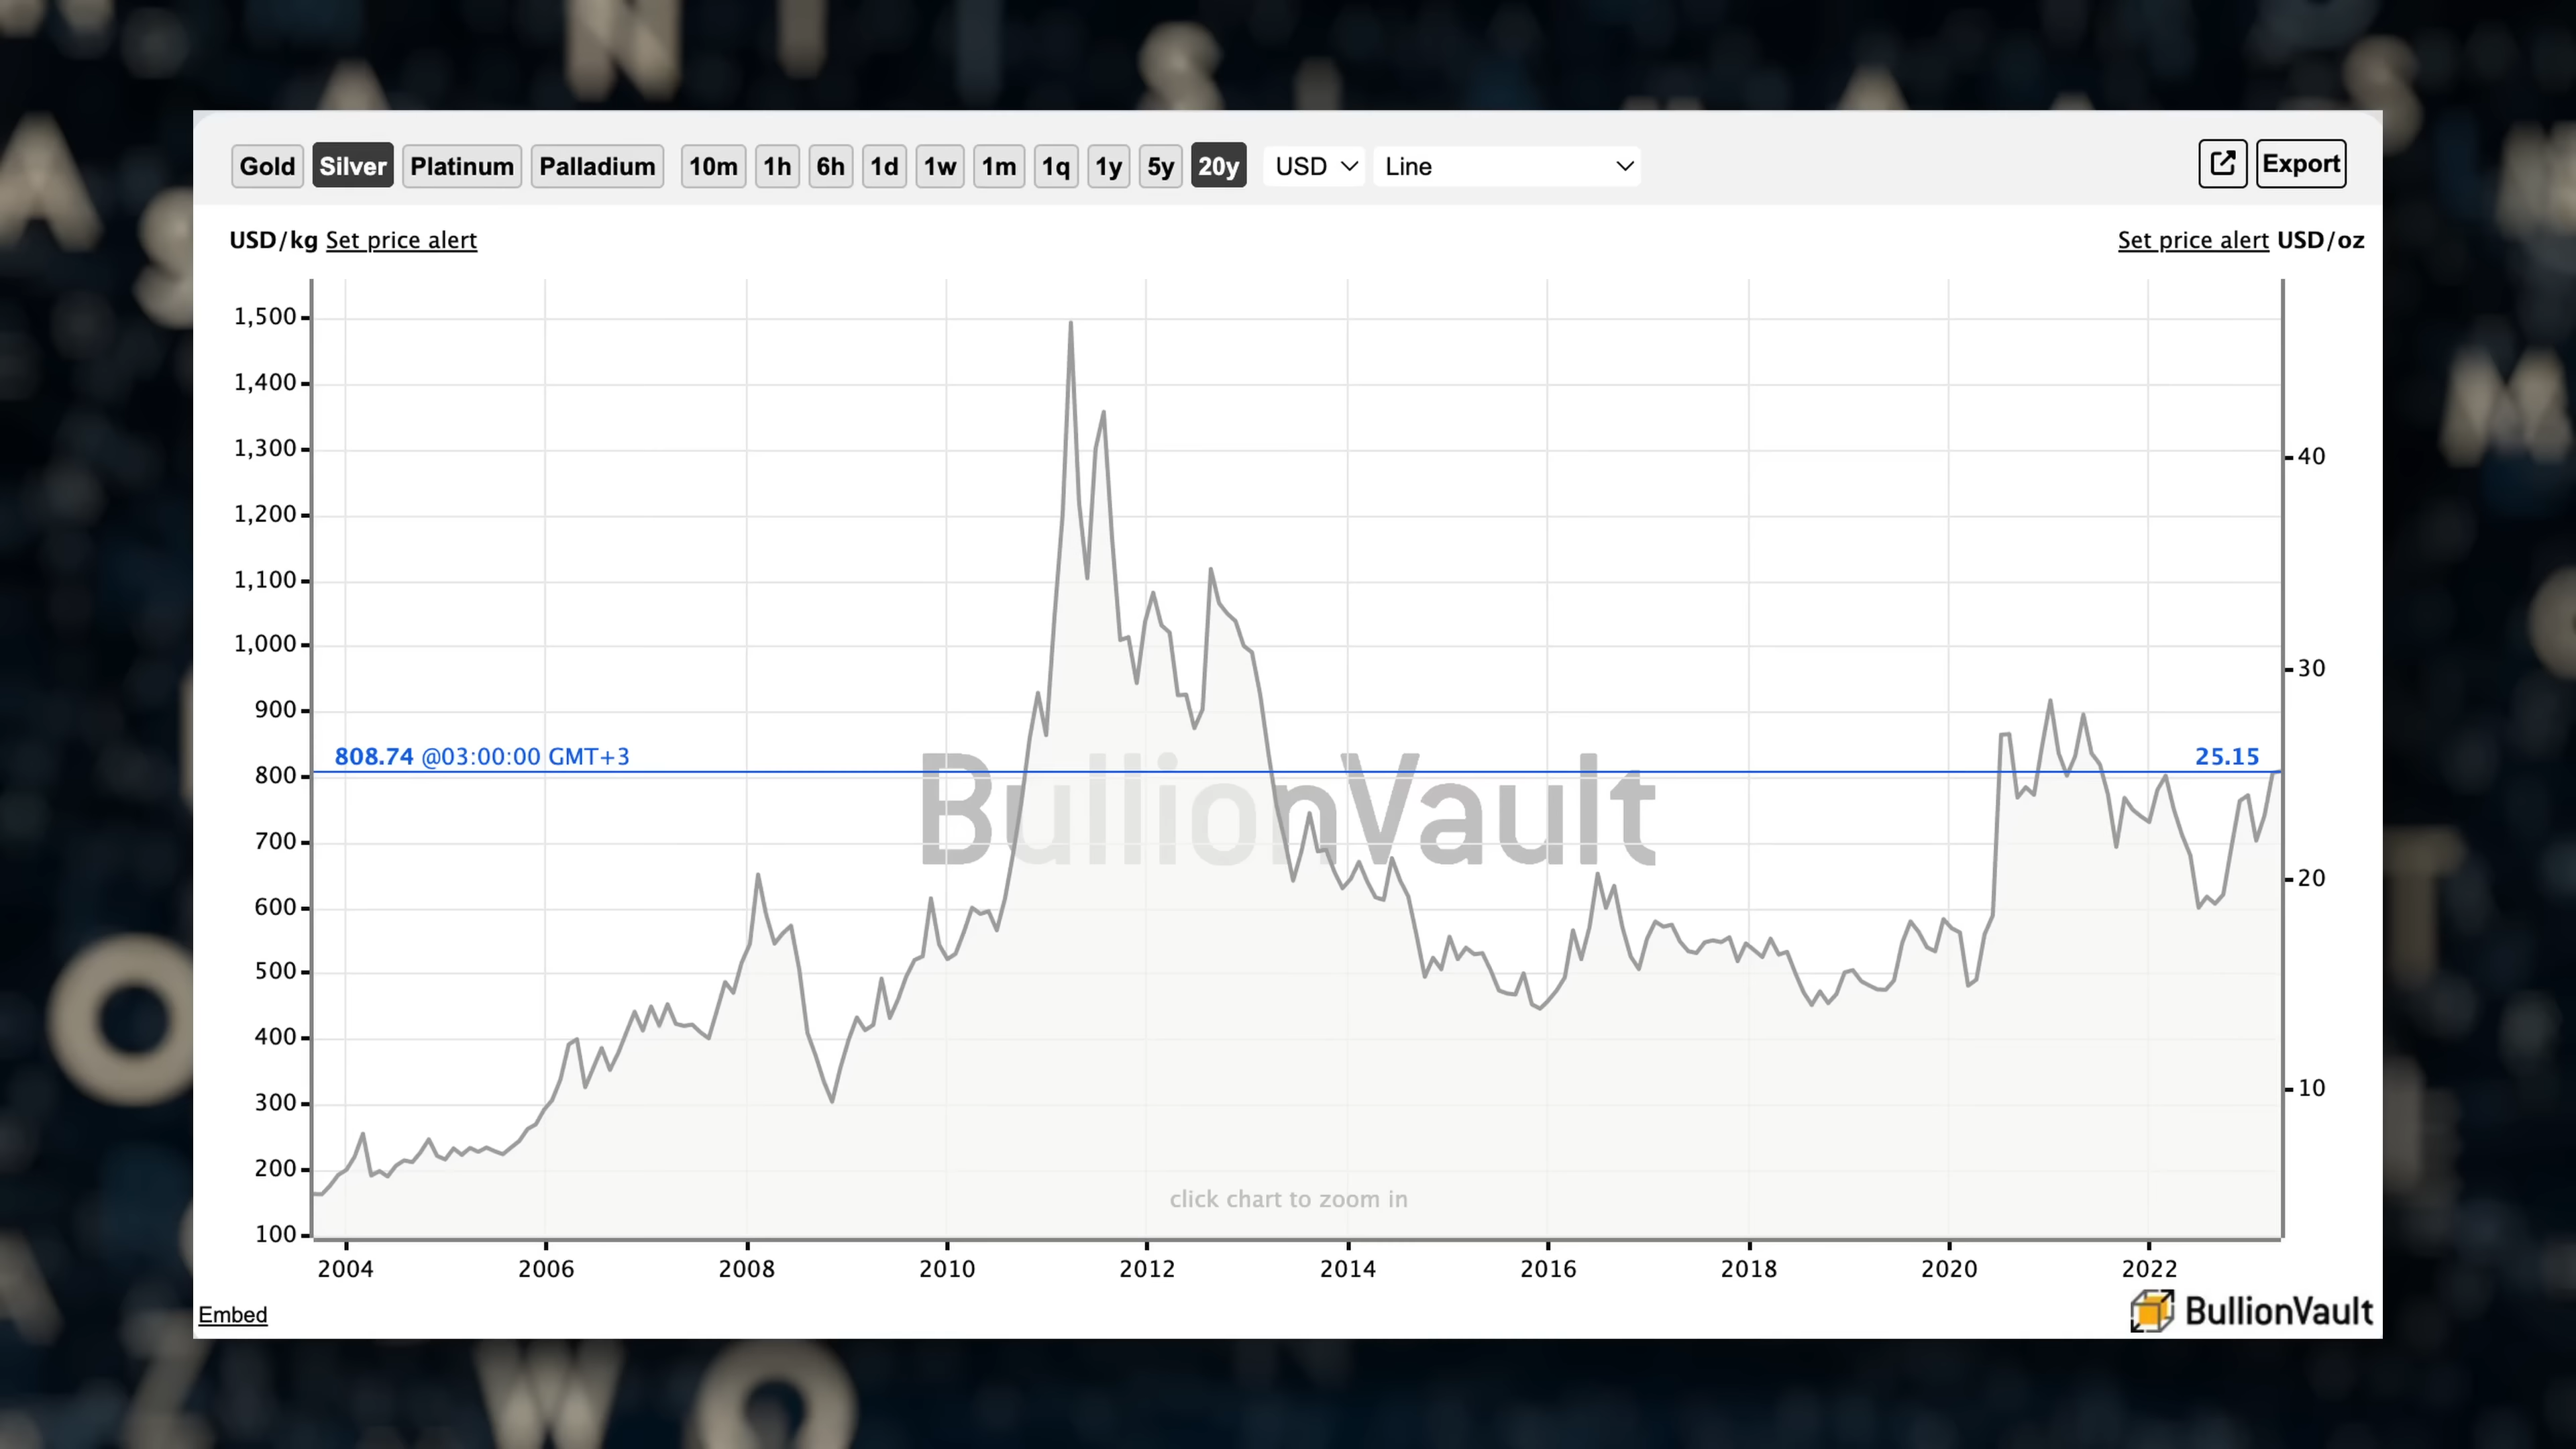 Gold Silver Platinum Palladium 10m 1h 6h 1d 1w 1m 1q 1y 5y 20y USD Line Export
USD/kg Set price alert Set price alert USD/oz
1,500
1,400
1,300
40
1,200
1,100
1,000
30
900
808.74 @03:00:00 GMT+3 25.15
800
BullionVault
700
20
600
500
400
10
300
200
click chart to zoom in
100
2004 2006 2008 2010 2012 2014 2016 2018 2020 2022
Embed BullionVault